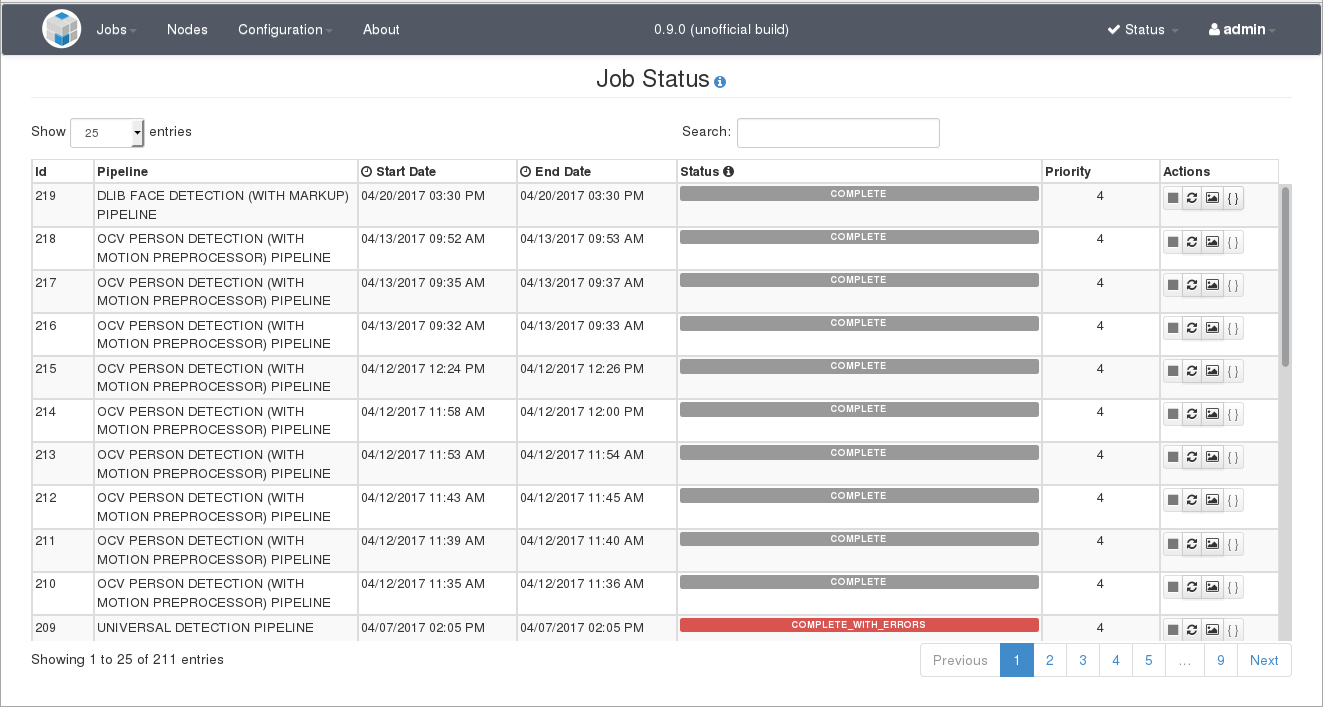 Jobs Nodes Configuration About 0.9.0 (unofficial build) Status admin
Job Status
Show 25 entries Search:
Id Pipeline Start Date End Date Status Priority Actions
219 DLIB FACE DETECTION (WITH MARKUP) 04/20/2017 03:30 PM 04/20/2017 03:30 PM COMPLETE 4 { }
PIPELINE
218 OCV PERSON DETECTION (WITH 04/13/2017 09:52 AM 04/13/2017 09:53 AM COMPLETE 4 { }
MOTION PREPROCESSOR) PIPELINE
217 OCV PERSON DETECTION (WITH 04/13/2017 09:35 AM 04/13/2017 09:37 AM COMPLETE 4 { }
MOTION PREPROCESSOR) PIPELINE
216 OCV PERSON DETECTION (WITH 04/13/2017 09:32 AM 04/13/2017 09:33 AM COMPLETE 4 { }
MOTION PREPROCESSOR) PIPELINE
215 OCV PERSON DETECTION (WITH 04/12/2017 12:24 PM 04/12/2017 12:26 PM COMPLETE 4 { }
MOTION PREPROCESSOR) PIPELINE
214 OCV PERSON DETECTION (WITH 04/12/2017 11:58 AM 04/12/2017 12:00 PM COMPLETE 4 { }
MOTION PREPROCESSOR) PIPELINE
213 OCV PERSON DETECTION (WITH 04/12/2017 11:53 AM 04/12/2017 11:54 AM COMPLETE 4 { }
MOTION PREPROCESSOR) PIPELINE
212 OCV PERSON DETECTION (WITH 04/12/2017 11:43 AM 04/12/2017 11:45 AM COMPLETE 4 { }
MOTION PREPROCESSOR) PIPELINE
211 OCV PERSON DETECTION (WITH 04/12/2017 11:39 AM 04/12/2017 11:40 AM COMPLETE 4 { }
MOTION PREPROCESSOR) PIPELINE
210 OCV PERSON DETECTION (WITH 04/12/2017 11:35 AM 04/12/2017 11:36 AM COMPLETE 4 { }
MOTION PREPROCESSOR) PIPELINE
209 UNIVERSAL DETECTION PIPELINE 04/07/2017 02:05 PM 04/07/2017 02:05 PM COMPLETE_WITH_ERRORS 4 { }
Showing 1 to 25 of 211 entries Previous 1 2 3 4 5 … 9 Next